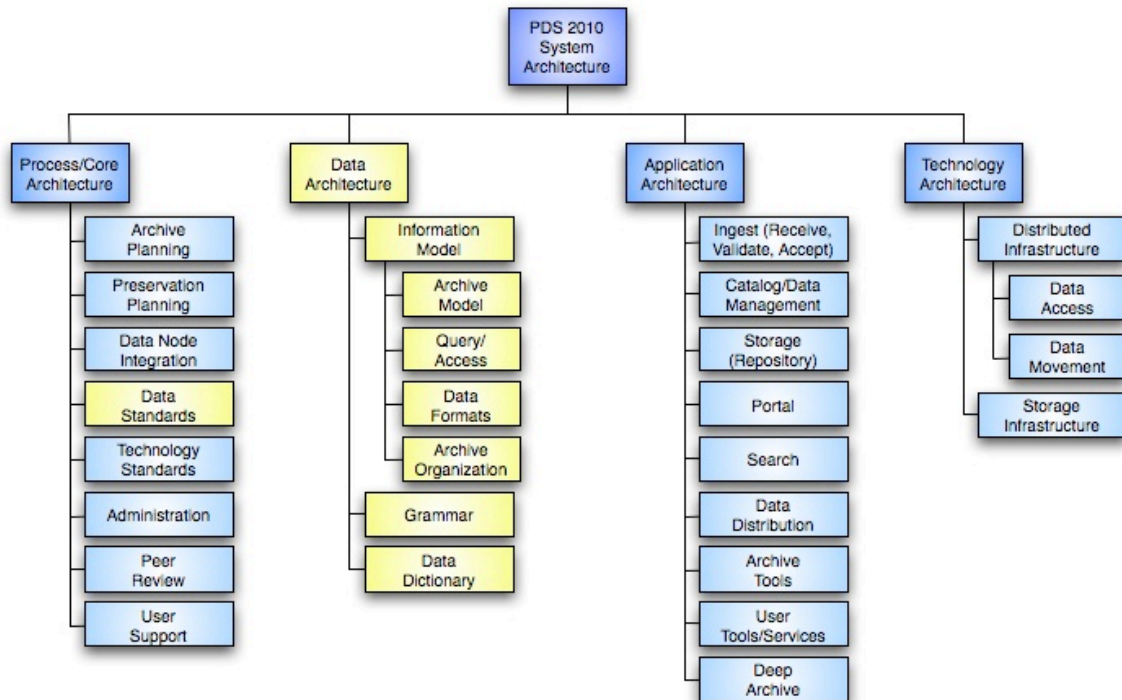 PDS 2010
System
Architecture
Process/Core
Architecture
Archive
Planning
Preservation
Planning
Data Node
Integration
Data
Standards
Technology
Standards
Administration
Peer
Review
User
Support
Data
Architecture
Information
Model
Archive
Model
Query/
Access
Data
Formats
Archive
Organization
Grammar
Data
Dictionary
Application
Architecture
Ingest (Receive,
Validate, Accept)
Catalog/Data
Management
Storage
(Repository)
Portal
Search
Data
Distribution
Archive
Tools
User
Tools/Services
Deep
Archive
Technology
Architecture
Distributed
Infrastructure
Data
Access
Data
Movement
Storage
Infrastructure